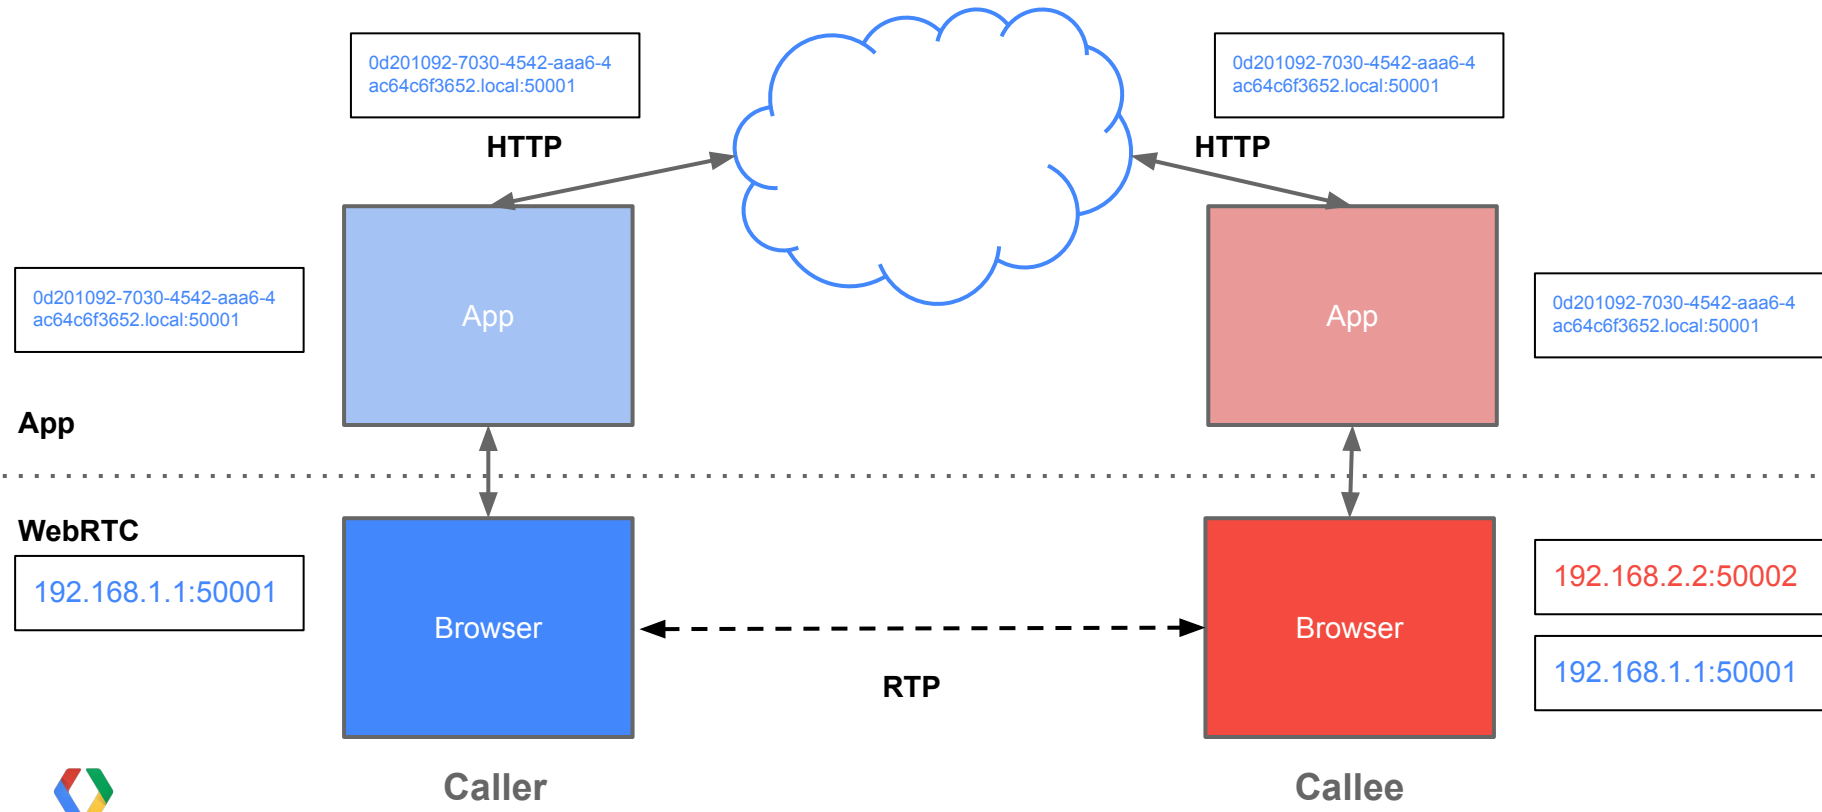 0d201092-7030-4542-aaa6-4
ac64c6f3652.local:50001
0d201092-7030-4542-aaa6-4
ac64c6f3652.local:50001
HTTP
HTTP
0d201092-7030-4542-aaa6-4
ac64c6f3652.local:50001
App
App
0d201092-7030-4542-aaa6-4
ac64c6f3652.local:50001
App
WebRTC
192.168.1.1:50001
Browser
RTP
Browser
192.168.2.2:50002
192.168.1.1:50001
Caller
Callee